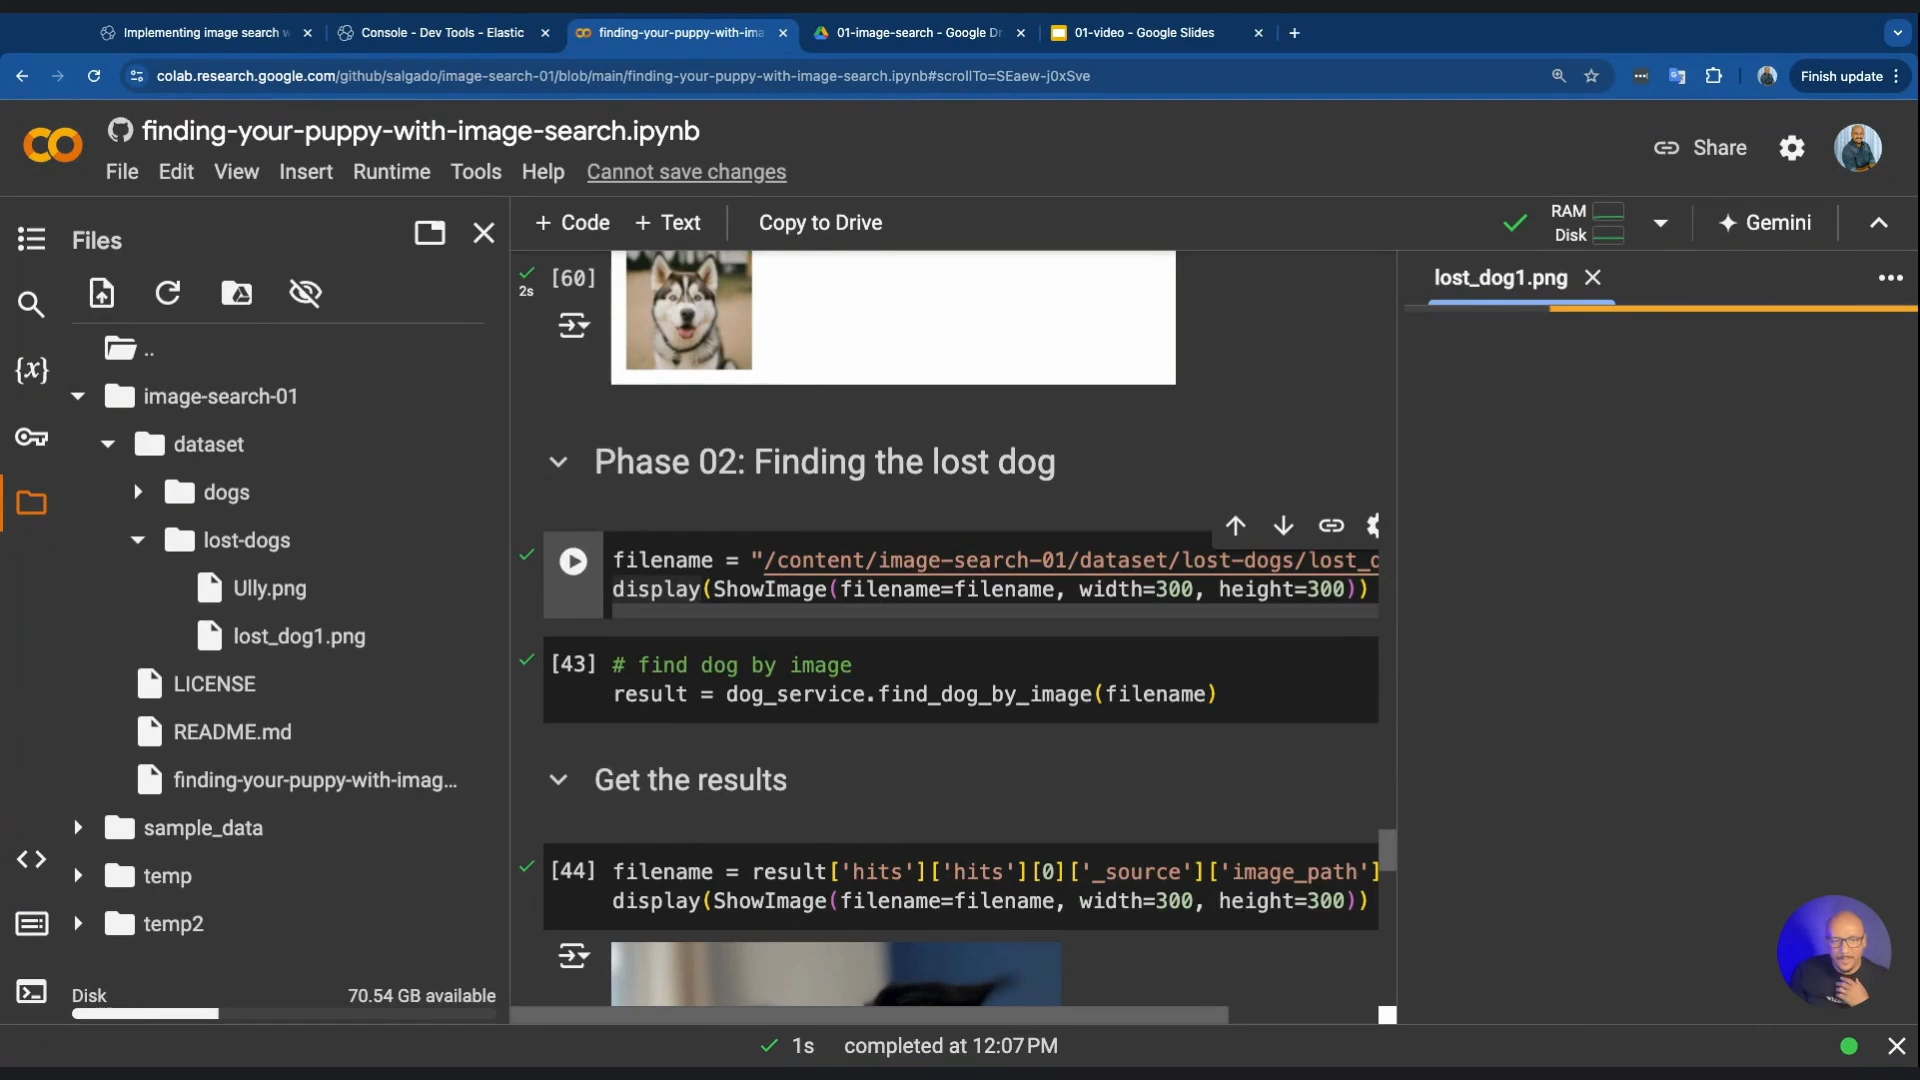 Implementing image search w
Console - Dev Tools - Elastic
finding-your-puppy-with-ima
01-image-search - Google Dr
01-video - Google Slides
colab.research.google.com/github/salgado/image-search-01/blob/main/finding-your-puppy-with-image-search.ipynb#scrollTo=SEaew-j0xSve
Finish update
finding-your-puppy-with-image-search.ipynb
File Edit View Insert Runtime Tools Help Cannot save changes
Share
Files
+ Code + Text Copy to Drive
RAM
Disk
Gemini
..
image-search-01
dataset
dogs
lost-dogs
Ully.png
lost_dog1.png
LICENSE
README.md
finding-your-puppy-with-imag...
sample_data
temp
temp2
Disk 70.54 GB available
2s [60]
Phase 02: Finding the lost dog
filename = "/content/image-search-01/dataset/lost-dogs/lost_d
display(ShowImage(filename=filename, width=300, height=300))
[43] # find dog by image
result = dog_service.find_dog_by_image(filename)
Get the results
[44] filename = result['hits']['hits'][0]['_source']['image_path']
display(ShowImage(filename=filename, width=300, height=300))
lost_dog1.png
1s completed at 12:07 PM